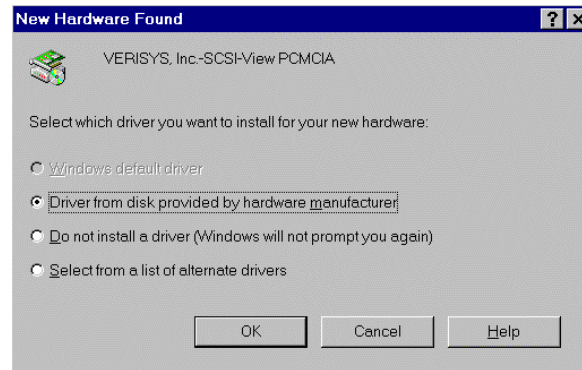 New Hardware Found
VERISYS, Inc.-SCSI-View PCMCIA
Select which driver you want to install for your new hardware:
Windows default driver
Driver from disk provided by hardware manufacturer
Do not install a driver (Windows will not prompt you again)
Select from a list of alternate drivers
OK Cancel Help